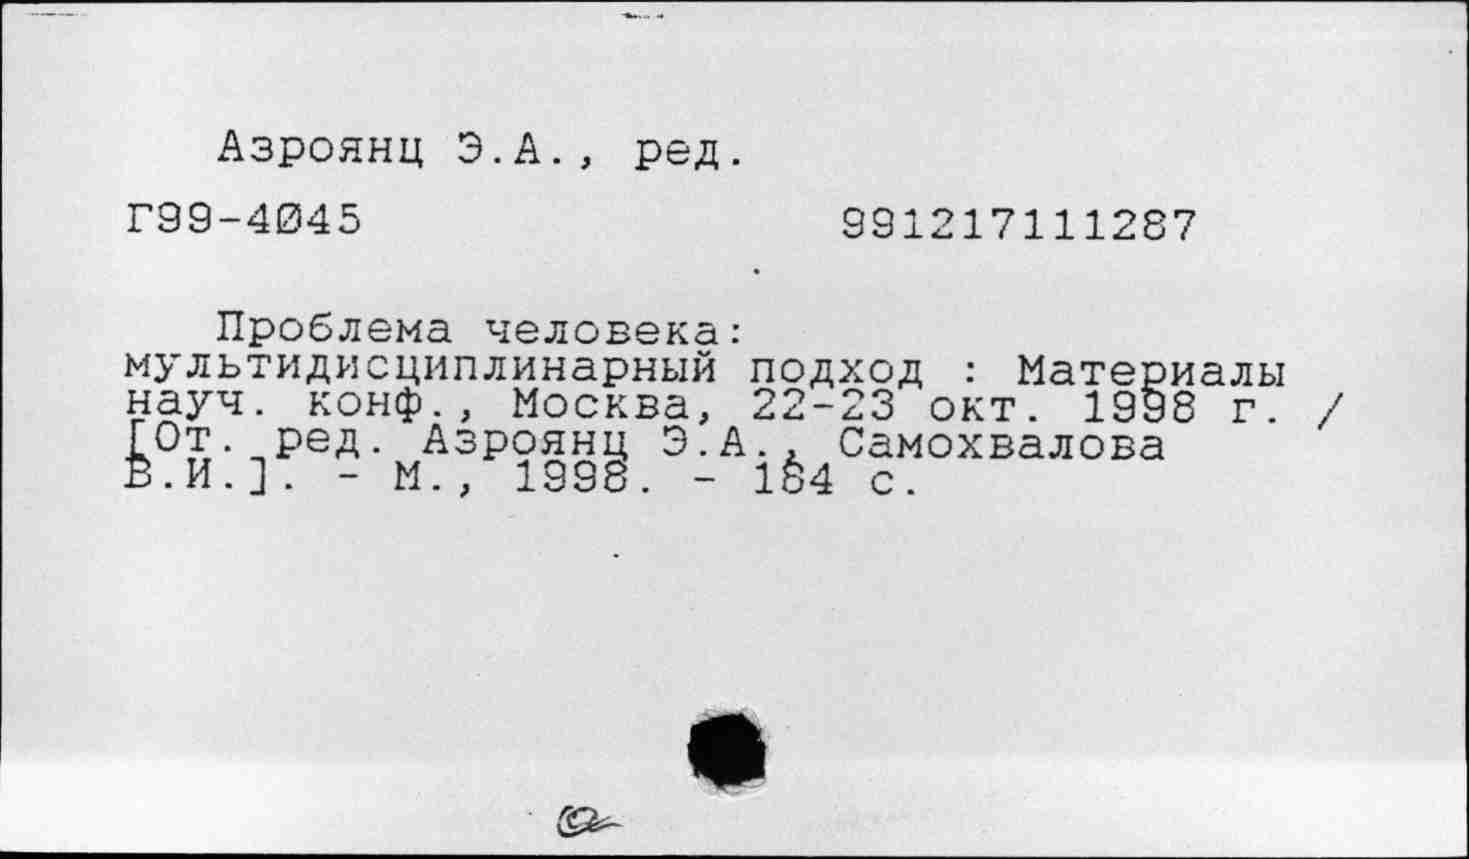 Азроянц Э.А., ред.
Г99-4045 991217111287
Проблема человека:
мультидисциплинарный подход : Материалы
науч. конф., Москва, 22-23 окт. 1998 г. /
[От. ред. Азроянц Э.А., Самохвалова
В.И.]. - М., 1998. - 184 с.